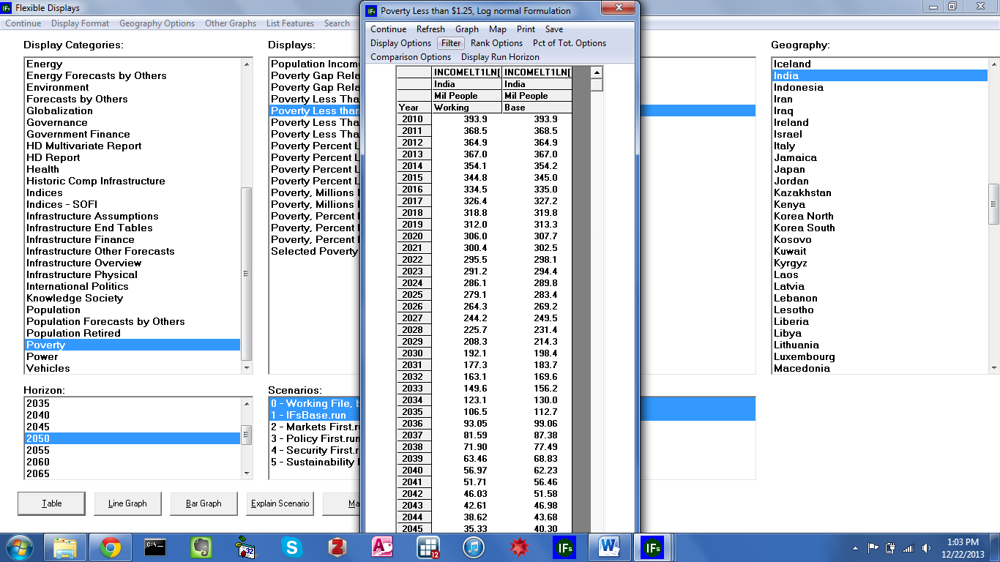 Flexible Displays
Continue Display Format Geography Options Other Graphs List Features Search
Display Categories:
Energy
Energy Forecasts by Others
Environment
Forecasts by Others
Globalization
Governance
Government Finance
HD Multivariate Report
HD Report
Health
Historic Comp Infrastructure
Indices
Indices - SOFI
Infrastructure Assumptions
Infrastructure End Tables
Infrastructure Finance
Infrastructure Other Forecasts
Infrastructure Overview
Infrastructure Physical
International Politics
Knowledge Society
Population
Population Forecasts by Others
Population Retired
Poverty
Power
Vehicles
Horizon:
2035
2040
2045
2050
2055
2060
2065
Displays:
Population Incom
Poverty Gap Rela
Poverty Gap Rela
Poverty Less Tha
Poverty Less than
Poverty Less Tha
Poverty Less Tha
Poverty Percent L
Poverty Percent L
Poverty Percent L
Poverty Percent L
Poverty, Millions
Poverty, Millions
Poverty, Percent
Poverty, Percent
Poverty, Percent
Selected Poverty
Scenarios:
0 - Working File, b
1 - IFsBase.run
2 - Markets First.r
3 - Policy First.run
4 - Security First.r
5 - Sustainability
Poverty Less than $1.25, Log normal Formulation
Continue Refresh Graph Map Print Save
Display Options Filter Rank Options Pct of Tot. Options
Comparison Options Display Run Horizon
INCOMELT1LN[ INCOMELT1LN[
India India
Mil People Mil People
Year Working Base
2010 393.9 393.9
2011 368.5 368.5
2012 364.9 364.9
2013 367.0 367.0
2014 354.1 354.2
2015 344.8 345.0
2016 334.5 335.0
2017 326.4 327.2
2018 318.8 319.8
2019 312.0 313.3
2020 306.0 307.7
2021 300.4 302.5
2022 295.5 298.1
2023 291.2 294.4
2024 286.1 289.8
2025 279.1 283.4
2026 264.3 269.2
2027 244.2 249.5
2028 225.7 231.4
2029 208.3 214.3
2030 192.1 198.4
2031 177.3 183.7
2032 163.1 169.6
2033 149.6 156.2
2034 123.1 130.0
2035 106.5 112.7
2036 93.05 99.06
2037 81.59 87.38
2038 71.90 77.49
2039 63.46 68.83
2040 56.97 62.23
2041 51.71 56.46
2042 46.03 51.58
2043 42.61 46.98
2044 38.62 43.68
2045 35.33 40.30
Geography:
Iceland
India
Indonesia
Iran
Iraq
Ireland
Israel
Italy
Jamaica
Japan
Jordan
Kazakhstan
Kenya
Korea North
Korea South
Kosovo
Kuwait
Kyrgyz
Laos
Latvia
Lebanon
Lesotho
Liberia
Libya
Lithuania
Luxembourg
Macedonia
Table Line Graph Bar Graph Explain Scenario Ma
1:03 PM
12/22/2013